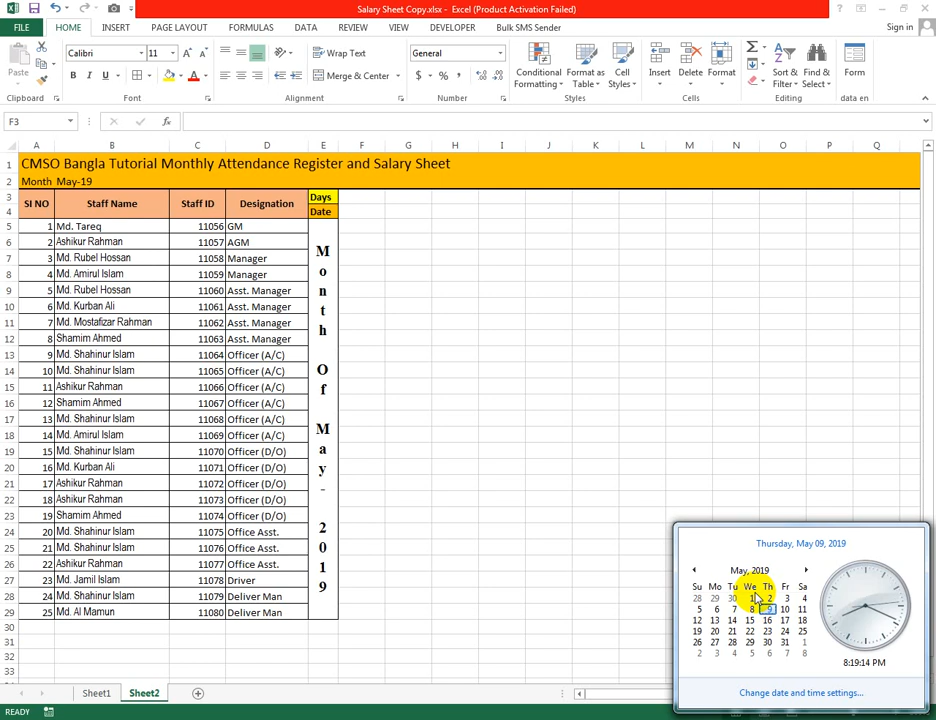 Salary Sheet Copy.xlsx - Excel (Product Activation Failed)
FILE HOME INSERT PAGE LAYOUT FORMULAS DATA REVIEW VIEW DEVELOPER Bulk SMS Sender Sign in
Paste
Calibri 11
B I U
Wrap Text
Merge & Center
General
$ % ,
Conditional Formatting
Format as Table
Cell Styles
Insert Delete Format
Sort & Filter
Find & Select
Form
Clipboard Font Alignment Number Styles Cells Editing data en
F3
A B C D E F G H I J K L M N O P Q
1 CMSO Bangla Tutorial Monthly Attendance Register and Salary Sheet
2 Month May-19
3 SI NO Staff Name Staff ID Designation Days
4 Date
5 1 Md. Tareq 11056 GM
6 2 Ashikur Rahman 11057 AGM
7 3 Md. Rubel Hossan 11058 Manager
8 4 Md. Amirul Islam 11059 Manager
9 5 Md. Rubel Hossan 11060 Asst. Manager
10 6 Md. Kurban Ali 11061 Asst. Manager
11 7 Md. Mostafizar Rahman 11062 Asst. Manager
12 8 Shamim Ahmed 11063 Asst. Manager
13 9 Md. Shahinur Islam 11064 Officer (A/C)
14 10 Md. Shahinur Islam 11065 Officer (A/C)
15 11 Ashikur Rahman 11066 Officer (A/C)
16 12 Shamim Ahmed 11067 Officer (A/C)
17 13 Md. Shahinur Islam 11068 Officer (A/C)
18 14 Md. Amirul Islam 11069 Officer (A/C)
19 15 Md. Shahinur Islam 11070 Officer (D/O)
20 16 Md. Kurban Ali 11071 Officer (D/O)
21 17 Ashikur Rahman 11072 Officer (D/O)
22 18 Ashikur Rahman 11073 Officer (D/O)
23 19 Shamim Ahmed 11074 Officer (D/O)
24 20 Md. Shahinur Islam 11075 Office Asst.
25 21 Md. Shahinur Islam 11076 Office Asst.
26 22 Ashikur Rahman 11077 Office Asst.
27 23 Md. Jamil Islam 11078 Driver
28 24 Md. Shahinur Islam 11079 Deliver Man
29 25 Md. Al Mamun 11080 Deliver Man
30
31
32
33
Month Of May - 2019
Thursday, May 09, 2019
May, 2019
Su Mo Tu We Th Fr Sa
28 29 30 1 2 3 4
5 6 7 8 9 10 11
12 13 14 15 16 17 18
19 20 21 22 23 24 25
26 27 28 29 30 31 1
2 3 4 5 6 7 8
8:19:14 PM
Change date and time settings...
Sheet1 Sheet2
READY